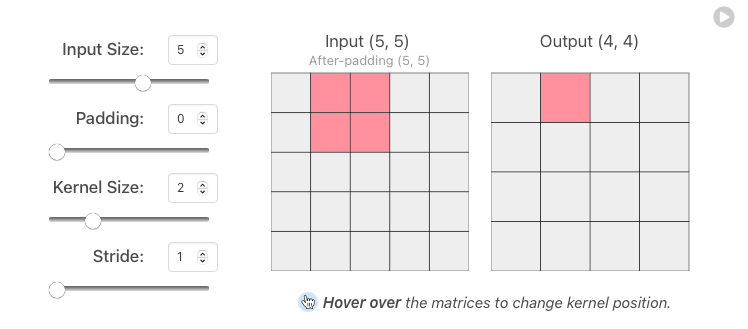 Input Size: 5
Padding: 0
Kernel Size: 2
Stride: 1
Input (5, 5)
After-padding (5, 5)
Output (4, 4)
Hover over the matrices to change kernel position.